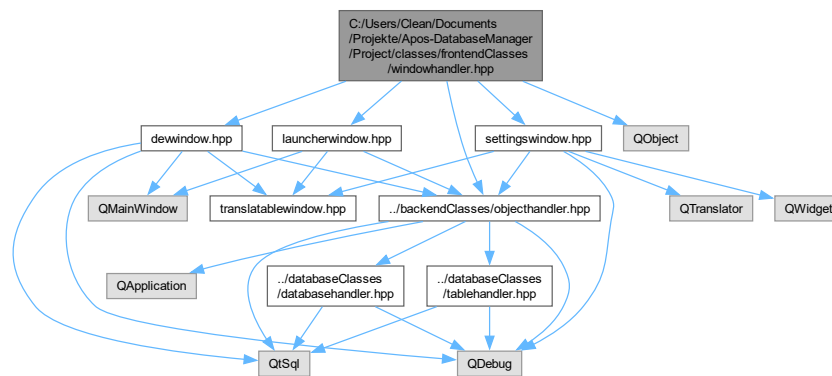 C:/Users/Clean/Documents
/Projekte/Apos-DatabaseManager
/Project/classes/frontendClasses
/windowhandler.hpp
dewwindow.hpp
launcherwindow.hpp
settingswindow.hpp
QObject
QMainWindow
translatablewindow.hpp
../backendClasses/objecthandler.hpp
QTranslator
QWidget
QApplication
../databaseClasses
/databasehandler.hpp
../databaseClasses
/tablehandler.hpp
QtSql
QDebug